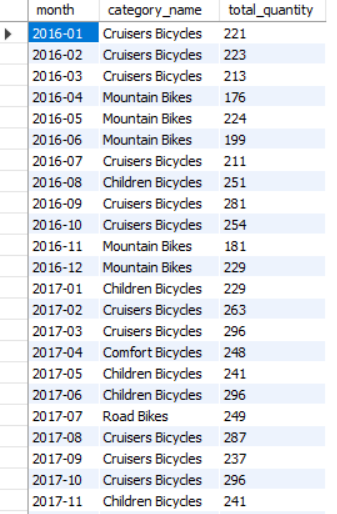 month category_name total_quantity
2016-01 Cruisers Bicycles 221
2016-02 Cruisers Bicycles 223
2016-03 Cruisers Bicycles 213
2016-04 Mountain Bikes 176
2016-05 Mountain Bikes 224
2016-06 Mountain Bikes 199
2016-07 Cruisers Bicycles 211
2016-08 Children Bicycles 251
2016-09 Cruisers Bicycles 281
2016-10 Cruisers Bicycles 254
2016-11 Mountain Bikes 181
2016-12 Mountain Bikes 229
2017-01 Children Bicycles 229
2017-02 Cruisers Bicycles 263
2017-03 Cruisers Bicycles 296
2017-04 Comfort Bicycles 248
2017-05 Children Bicycles 241
2017-06 Children Bicycles 296
2017-07 Road Bikes 249
2017-08 Cruisers Bicycles 287
2017-09 Cruisers Bicycles 237
2017-10 Cruisers Bicycles 296
2017-11 Children Bicycles 241